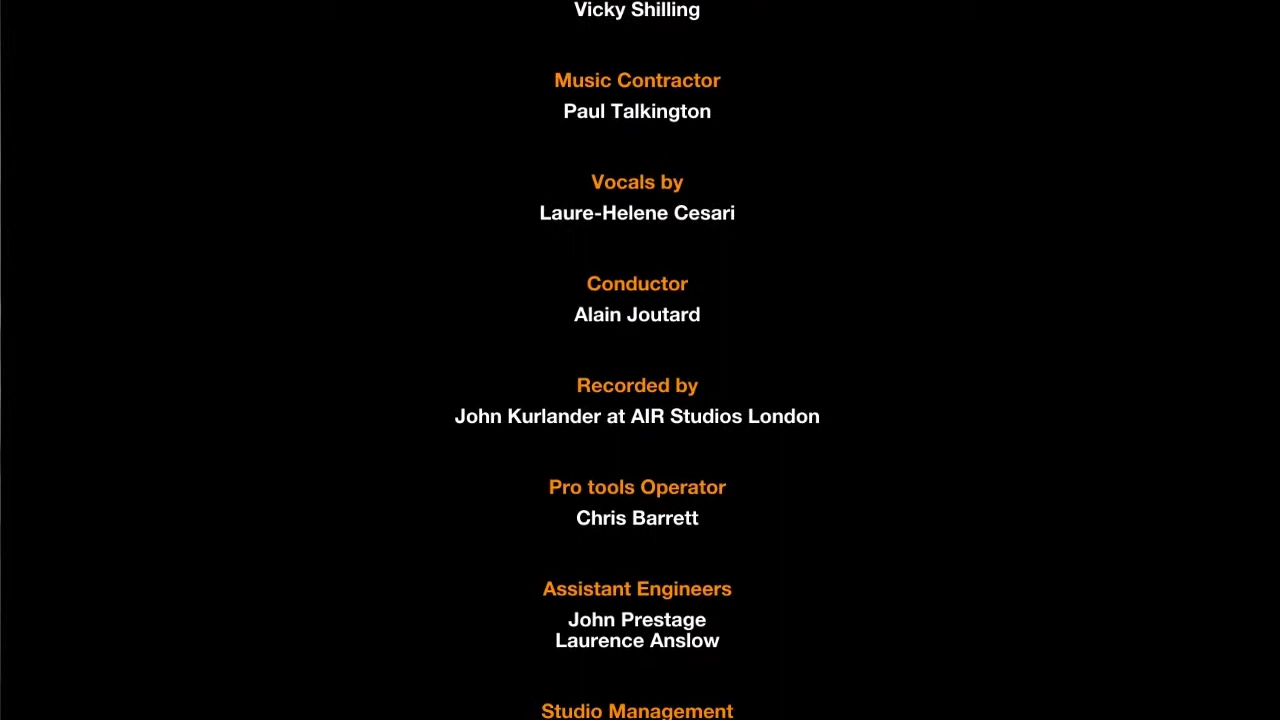 Vicky Shilling
Music Contractor
Paul Talkington
Vocals by
Laure-Helene Cesari
Conductor
Alain Joutard
Recorded by
John Kurlander at AIR Studios London
Pro tools Operator
Chris Barrett
Assistant Engineers
John Prestage
Laurence Anslow
Studio Management